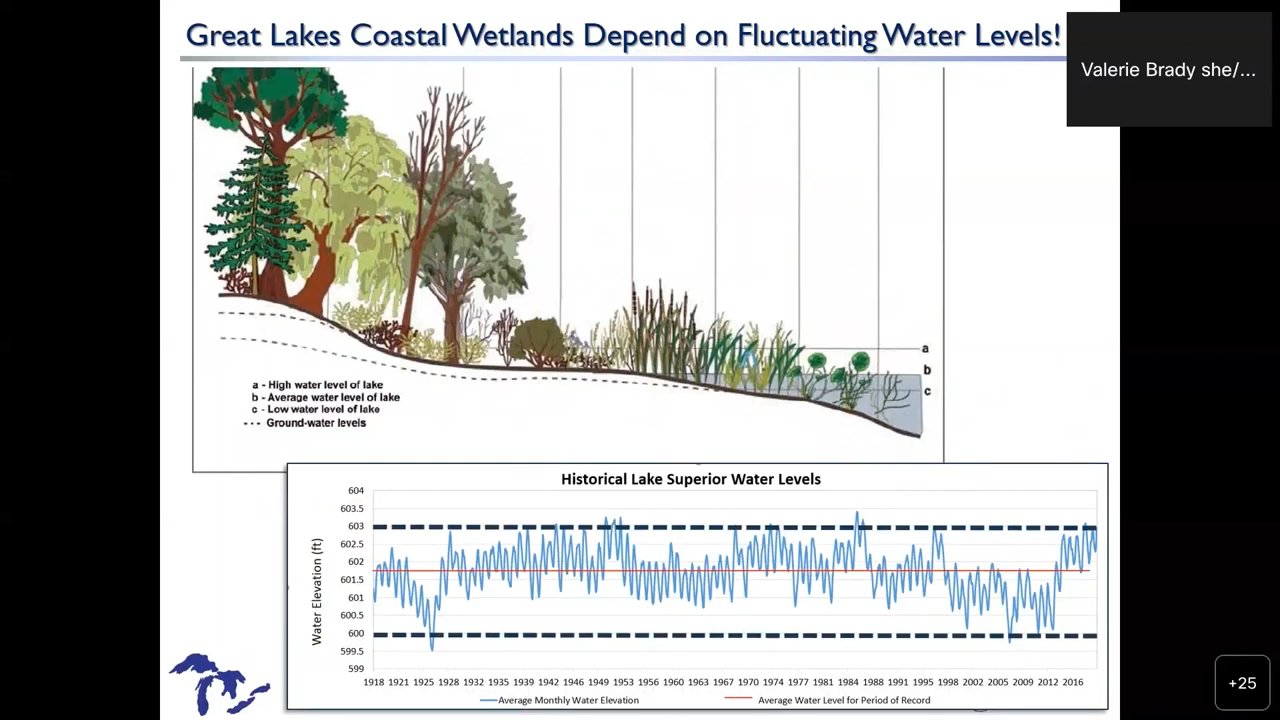 Great Lakes Coastal Wetlands Depend on Fluctuating Water Levels!
Valerie Brady she/...
a
b
c
a - High water level of lake
b - Average water level of lake
c - Low water level of lake
--- Ground-water levels
Historical Lake Superior Water Levels
Water Elevation (ft)
604
603.5
603
602.5
602
601.5
601
600.5
600
599.5
599
1918 1921 1925 1928 1932 1935 1939 1942 1946 1949 1953 1956 1960 1963 1967 1970 1974 1977 1981 1984 1988 1991 1995 1998 2002 2005 2009 2012 2016
Average Monthly Water Elevation
Average Water Level for Period of Record
+25